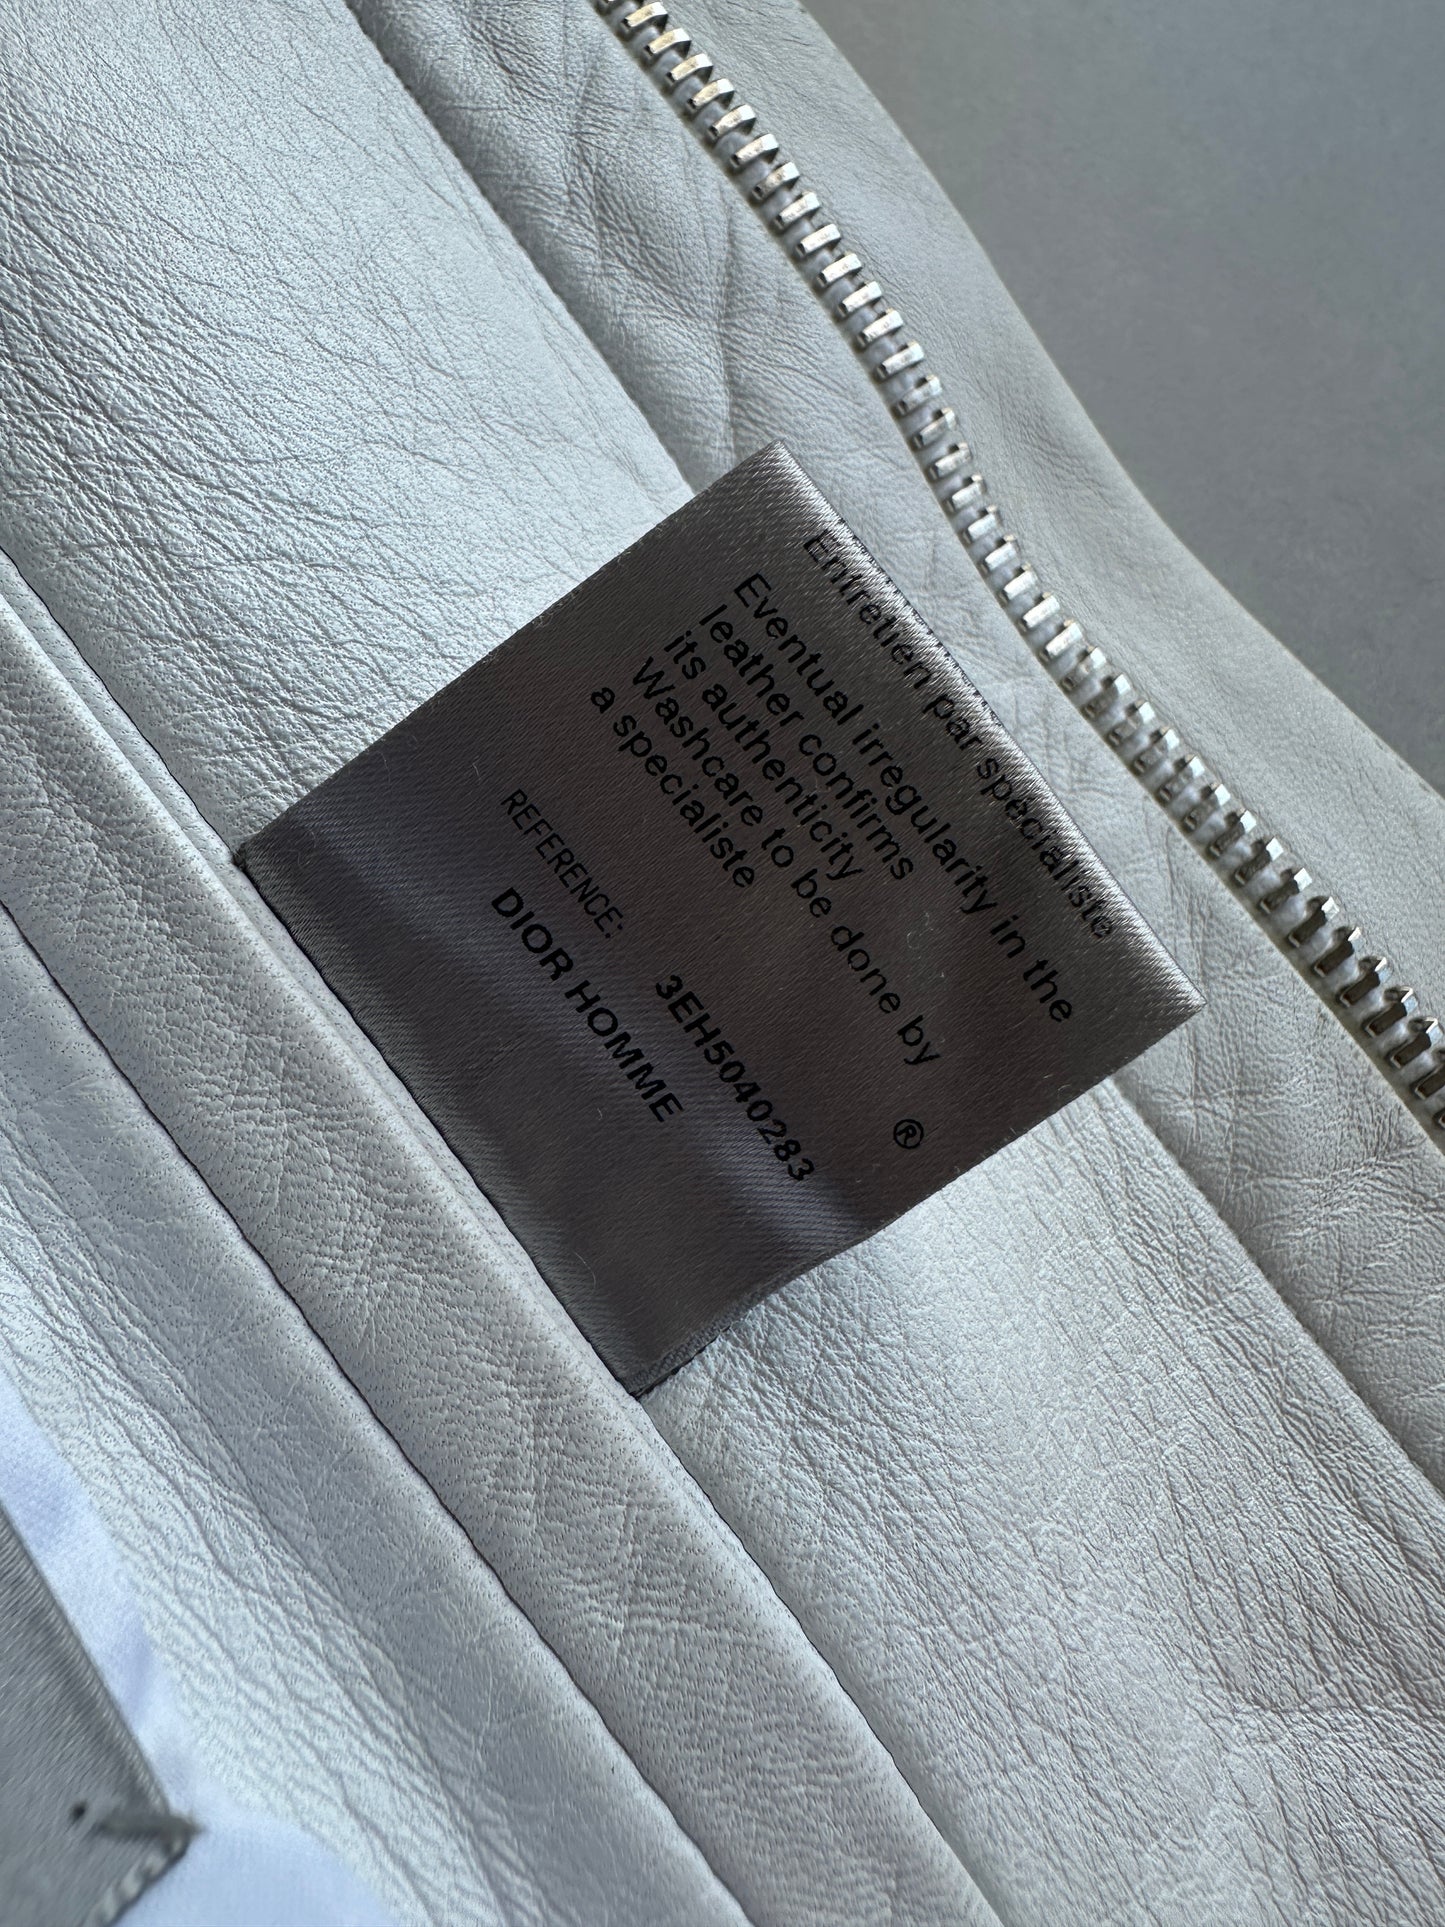 Entretien par spécialiste
Eventual irregularity in the
leather confirms
its authenticity
Washcare to be done by
a specialiste
®
REFERENCE:
3EH5040283
DIOR HOMME